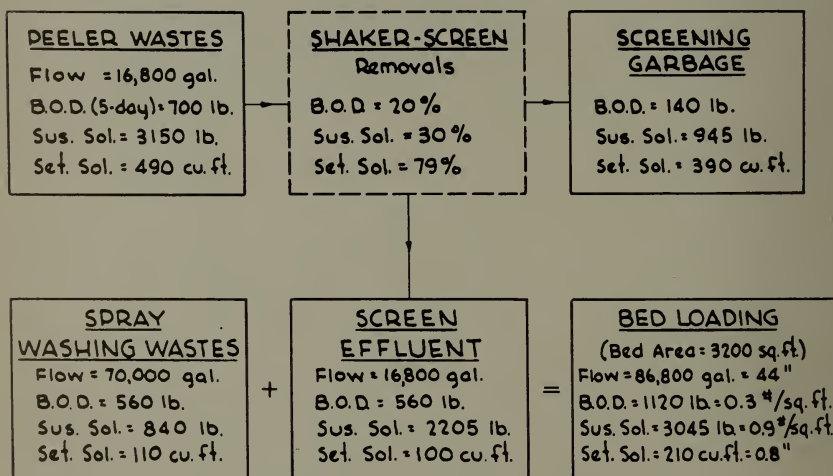 PEELER WASTES
Flow = 16,800 gal.
B.O.D. (5-day) = 700 lb.
Sus. Sol. = 3150 lb.
Set. Sol. = 490 cu. ft.
SHAKER-SCREEN
Removals
B.O.D. = 20%
Sus. Sol. = 30%
Set. Sol. = 79%
SCREENING
GARBAGE
B.O.D. = 140 lb.
Sus. Sol. = 945 lb.
Set. Sol. = 390 cu. ft.
SPRAY
WASHING WASTES
Flow = 70,000 gal.
B.O.D. = 560 lb.
Sus. Sol. = 840 lb.
Set. Sol. = 110 cu. ft.
+
SCREEN
EFFLUENT
Flow = 16,800 gal.
B.O.D. = 560 lb.
Sus. Sol. = 2205 lb.
Set. Sol. = 100 cu. ft.
=
BED LOADING
(Bed Area = 3200 sq. ft.)
Flow = 86,800 gal. = 44"
B.O.D. = 1120 lb. = 0.3 #/sq. ft.
Sus. Sol. = 3045 lb. = 0.9 #/sq. ft.
Set. Sol. = 210 cu. ft. = 0.8"